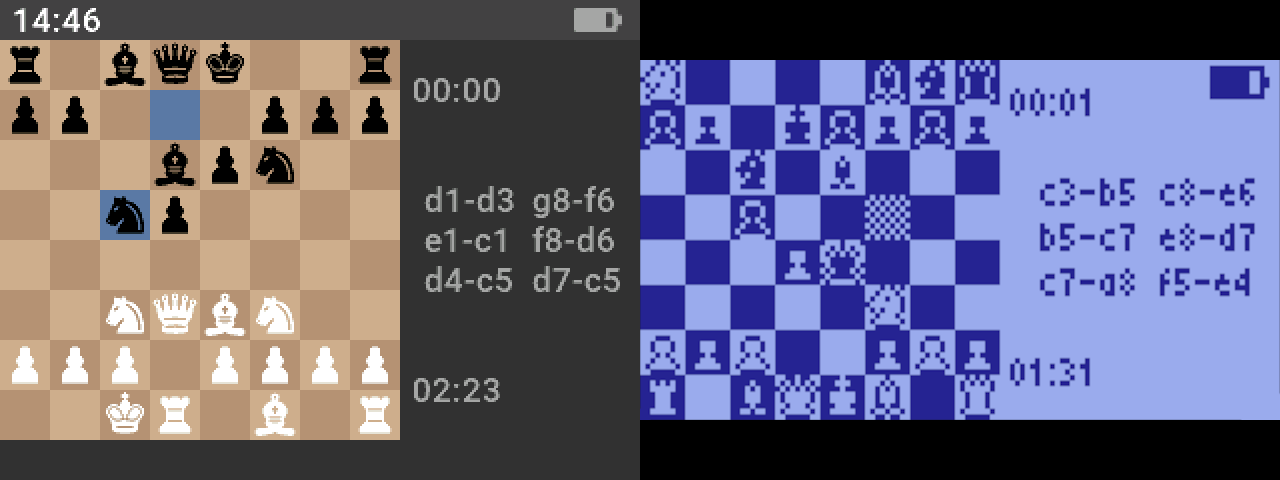 14:46
00:00
d1-d3 g8-f6
e1-c1 f8-d6
d4-c5 d7-c5
02:23
00:01
c3-b5 c8-e6
b5-c7 e8-d7
c7-a8 f5-e4
01:31